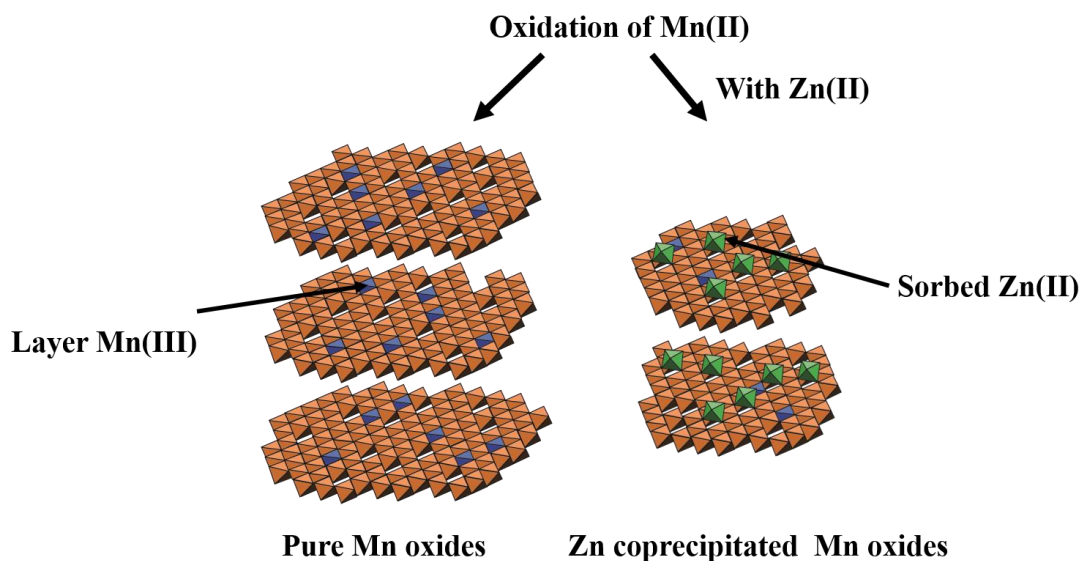 Oxidation of Mn(II)
With Zn(II)
Sorbed Zn(II)
Layer Mn(III)
Pure Mn oxides
Zn coprecipitated Mn oxides